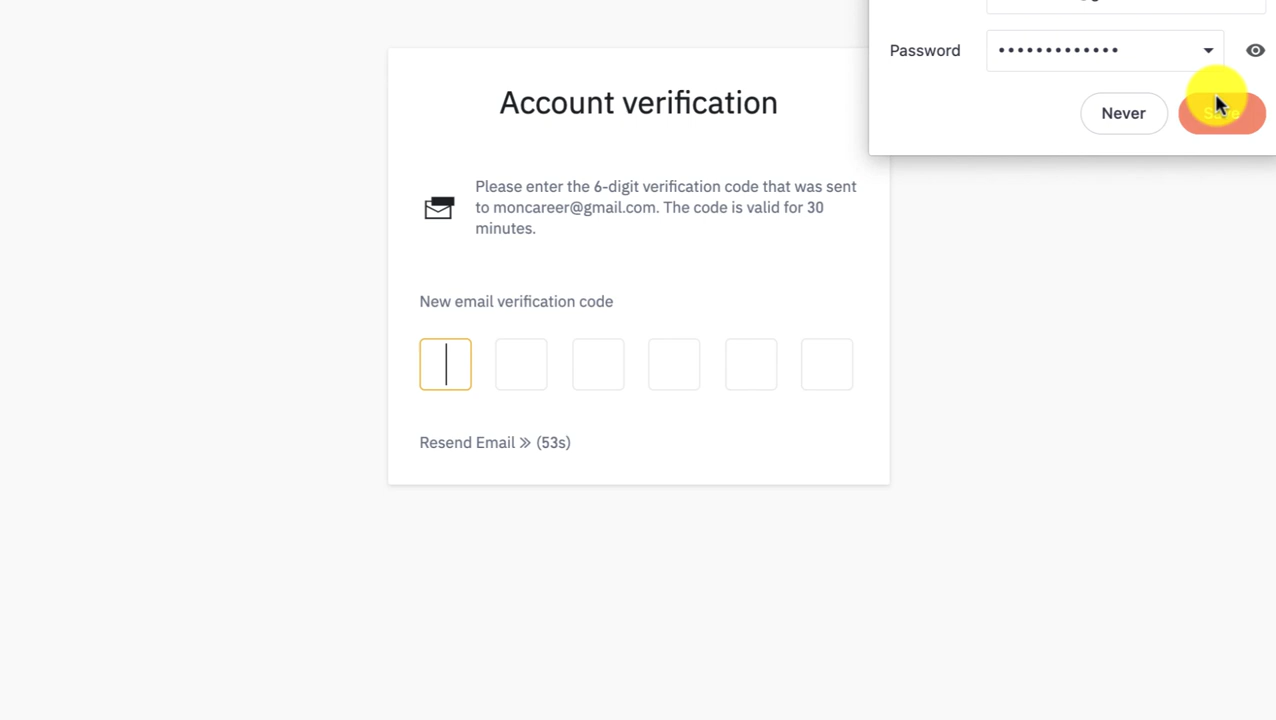 Password
•••••••••••••
Never
Save
Account verification
Please enter the 6-digit verification code that was sent
to moncareer@gmail.com. The code is valid for 30
minutes.
New email verification code
Resend Email » (53s)